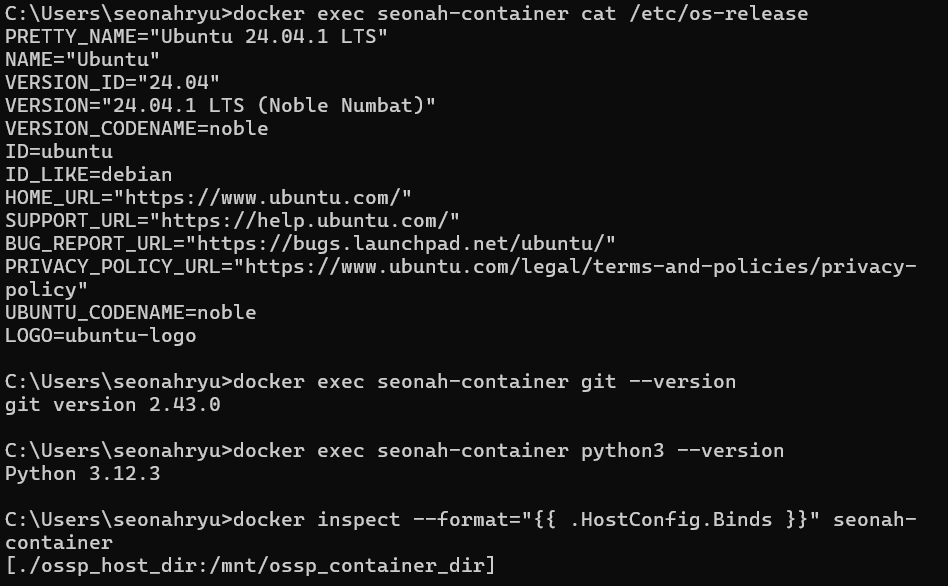 C:\Users\seonahryu>docker exec seonah-container cat /etc/os-release
PRETTY_NAME="Ubuntu 24.04.1 LTS"
NAME="Ubuntu"
VERSION_ID="24.04"
VERSION="24.04.1 LTS (Noble Numbat)"
VERSION_CODENAME=noble
ID=ubuntu
ID_LIKE=debian
HOME_URL="https://www.ubuntu.com/"
SUPPORT_URL="https://help.ubuntu.com/"
BUG_REPORT_URL="https://bugs.launchpad.net/ubuntu/"
PRIVACY_POLICY_URL="https://www.ubuntu.com/legal/terms-and-policies/privacy-
policy"
UBUNTU_CODENAME=noble
LOGO=ubuntu-logo
C:\Users\seonahryu>docker exec seonah-container git --version
git version 2.43.0
C:\Users\seonahryu>docker exec seonah-container python3 --version
Python 3.12.3
C:\Users\seonahryu>docker inspect --format="{{ .HostConfig.Binds }}" seonah-
container
[./ossp_host_dir:/mnt/ossp_container_dir]